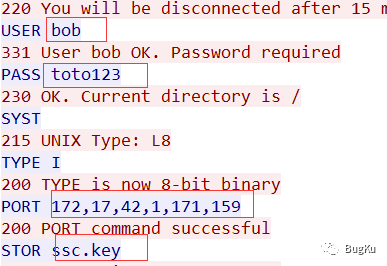 220 You will be disconnected after 15 m
USER bob
331 User bob OK. Password required
PASS toto123
230 OK. Current directory is /
SYST
215 UNIX Type: L8
TYPE I
200 TYPE is now 8-bit binary
PORT 172,17,42,1,171,159
200 PORT command successful
STOR ssc.key
BugKu